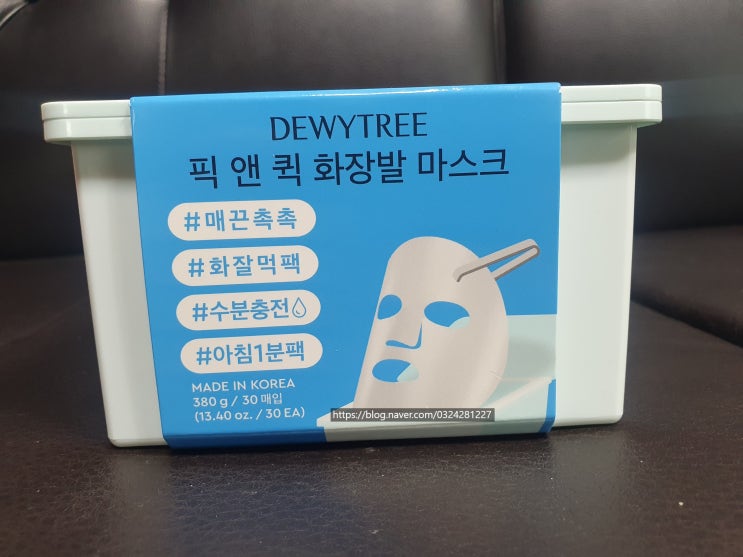 DEWYTREE
픽 앤 퀵 화장발 마스크
#매끈촉촉
#화잘먹팩
#수분충전
#아침1분팩
MADE IN KOREA
380 g / 30 매입
(13.40 oz. / 30 EA)
https://blog.naver.com/0324281227